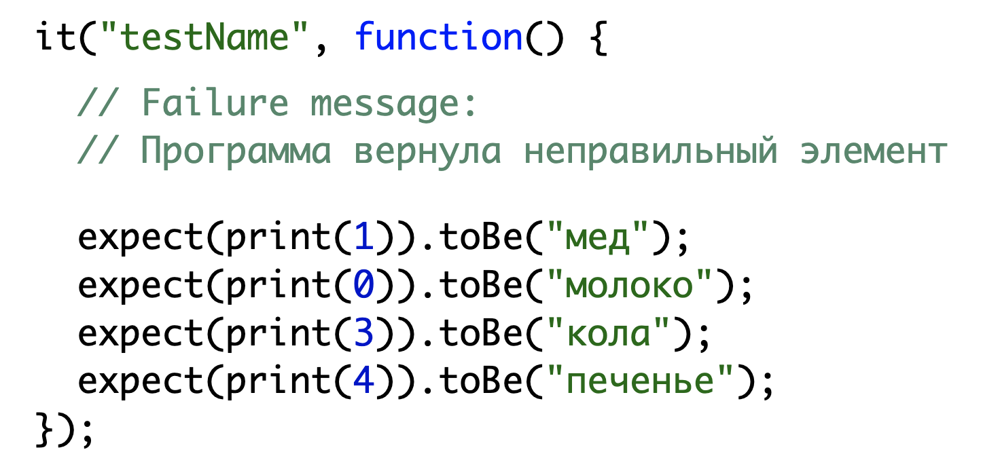 it("testName", function() {
// Failure message:
// Программа вернула неправильный элемент
expect(print(1)).toBe("мед");
expect(print(0)).toBe("молоко");
expect(print(3)).toBe("кола");
expect(print(4)).toBe("печенье");
});